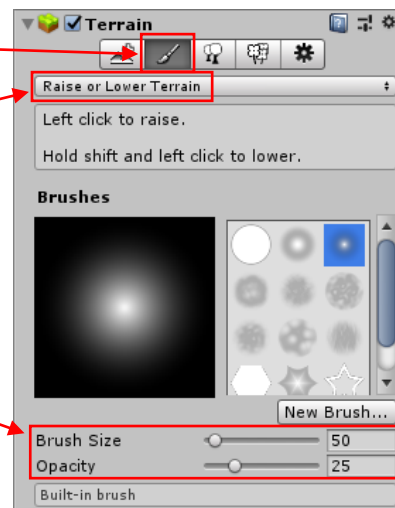 Terrain
Raise or Lower Terrain
Left click to raise.
Hold shift and left click to lower.
Brushes
New Brush...
Brush Size 50
Opacity 25
Built-in brush